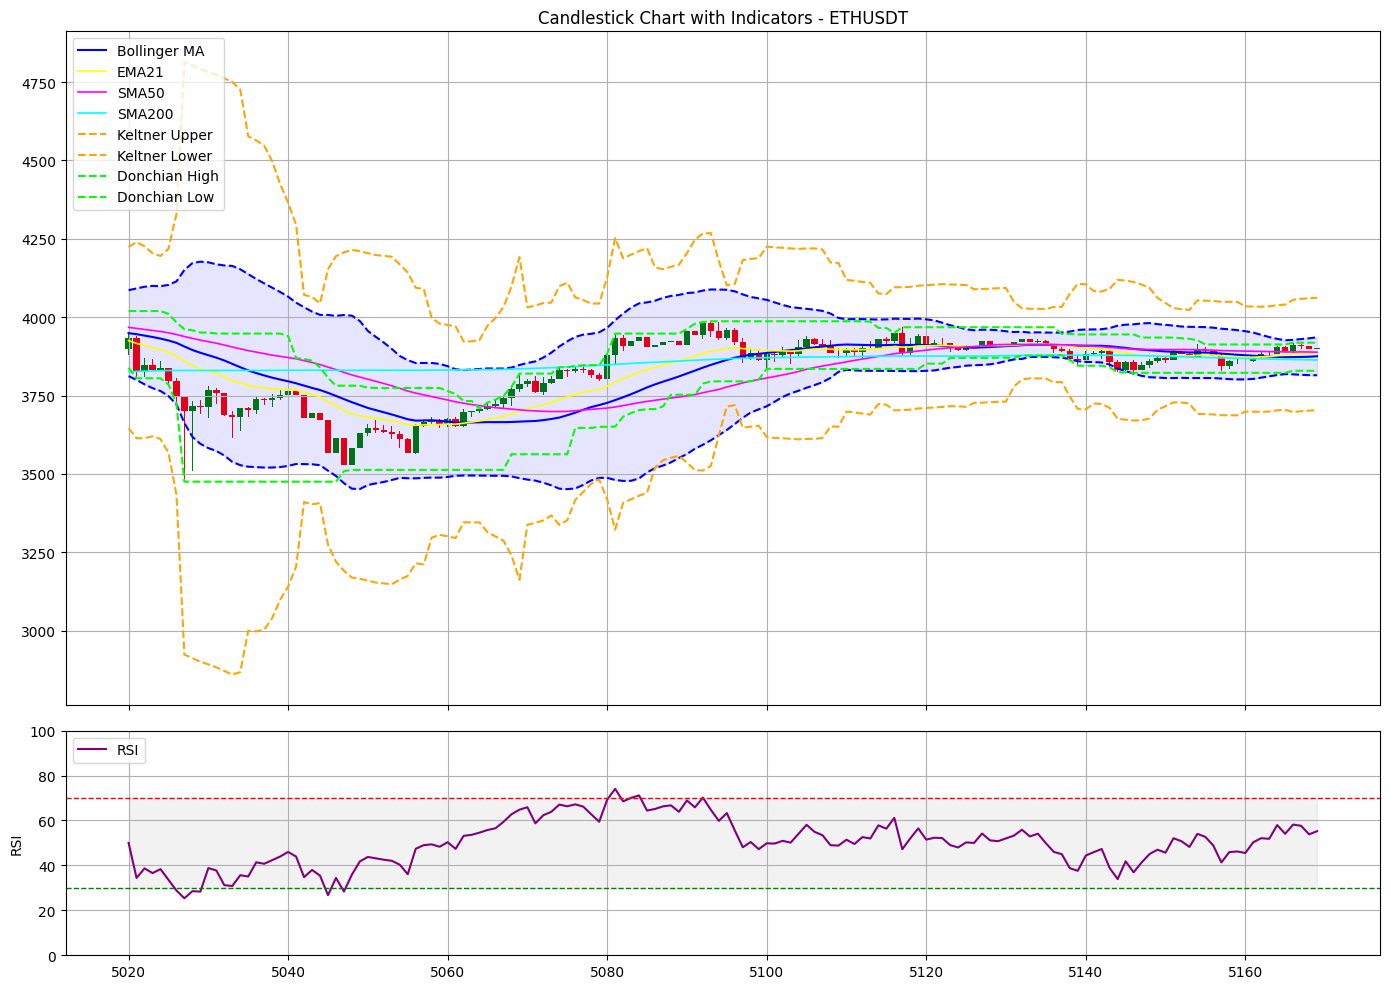 Candlestick Chart with Indicators - ETHUSDT
Bollinger MA
EMA21
SMA50
SMA200
Keltner Upper
Keltner Lower
Donchian High
Donchian Low
4750
4500
4250
4000
3750
3500
3250
3000
RSI
100
80
60
40
20
0
RSI
5020 5040 5060 5080 5100 5120 5140 5160